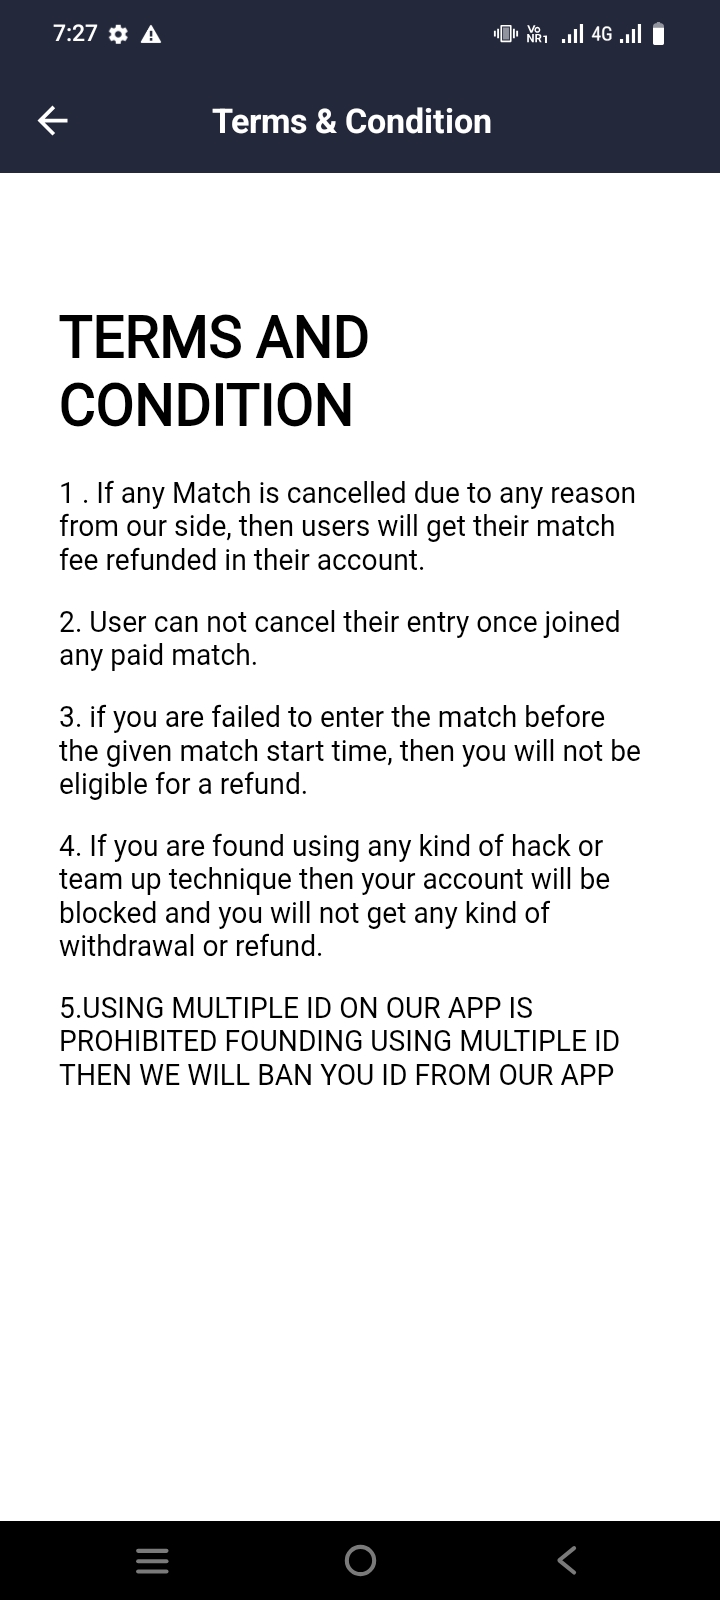 7:27
Vo
NR1
4G
Terms & Condition
TERMS AND
CONDITION
1 . If any Match is cancelled due to any reason
from our side, then users will get their match
fee refunded in their account.
2. User can not cancel their entry once joined
any paid match.
3. if you are failed to enter the match before
the given match start time, then you will not be
eligible for a refund.
4. If you are found using any kind of hack or
team up technique then your account will be
blocked and you will not get any kind of
withdrawal or refund.
5.USING MULTIPLE ID ON OUR APP IS
PROHIBITED FOUNDING USING MULTIPLE ID
THEN WE WILL BAN YOU ID FROM OUR APP